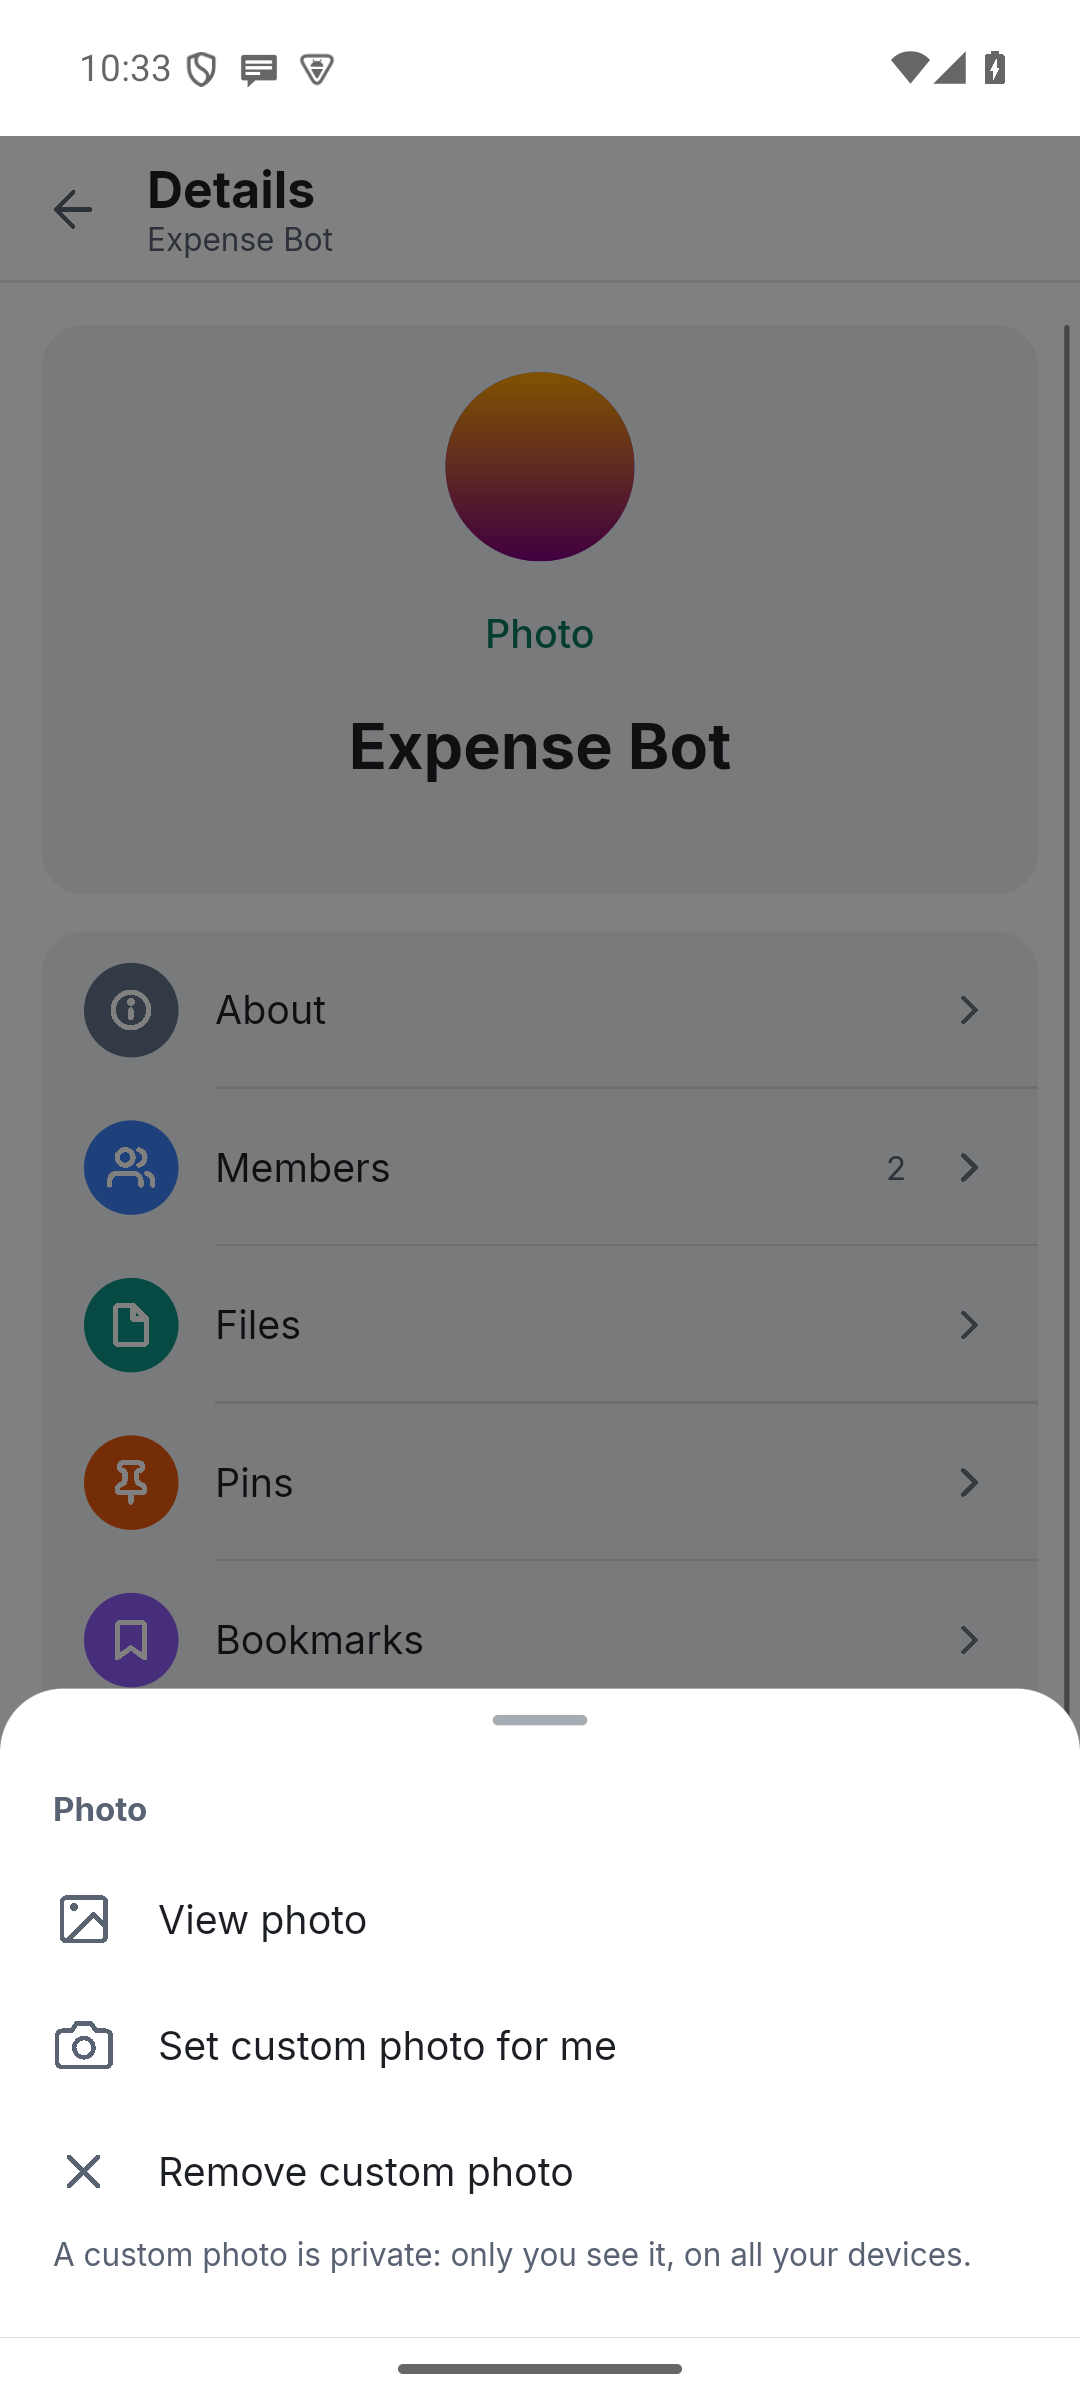 10:33
Details
Expense Bot
Photo
Expense Bot
About
Members 2
Files
Pins
Bookmarks
Photo
View photo
Set custom photo for me
Remove custom photo
A custom photo is private: only you see it, on all your devices.